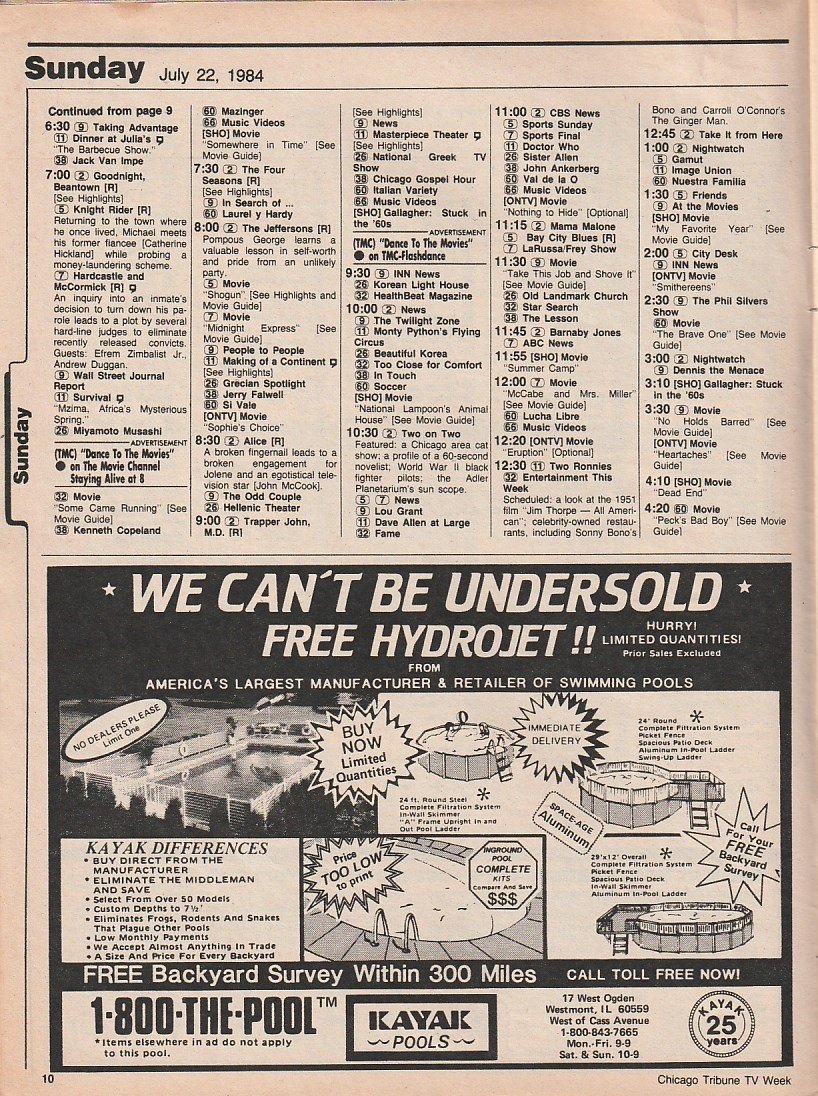 Sunday July 22, 1984
Continued from page 9
6:30 (9) Taking Advantage
(11) Dinner at Julia's
"The Barbecue Show."
(38) Jack Van Impe
7:00 (2) Goodnight,
Beantown [R]
[See Highlights]
(5) Knight Rider [R]
Returning to the town where
he once lived, Michael meets
his former fiancee [Catherine
Hickland] while probing a
money-laundering scheme.
(7) Hardcastle and
McCormick [R]
An inquiry into an inmate's
decision to turn down his pa-
role leads to a plot by several
hard-line judges to eliminate
recently released convicts.
Guests: Efrem Zimbalist Jr.,
Andrew Duggan.
(9) Wall Street Journal
Report
(11) Survival
"Mzima, Africa's Mysterious
Spring."
(26) Miyamoto Musashi
ADVERTISEMENT
(TMC) "Dance To The Movies"
● on The Movie Channel
Staying Alive at 8
(32) Movie
"Some Came Running" [See
Movie Guide]
(38) Kenneth Copeland
(60) Mazinger
(66) Music Videos
[SHO] Movie
"Somewhere in Time" [See
Movie Guide]
7:30 (2) The Four
Seasons [R]
[See Highlights]
(9) In Search of ...
(60) Laurel y Hardy
8:00 (2) The Jeffersons [R]
Pompous George learns a
valuable lesson in self-worth
and pride from an unlikely
party.
(5) Movie
"Shogun" [See Highlights and
Movie Guide]
(7) Movie
"Midnight Express" [See
Movie Guide]
(9) People to People
(11) Making of a Continent
[See Highlights]
(26) Grecian Spotlight
(38) Jerry Falwell
(60) Si Vale
[ONTV] Movie
"Sophie's Choice"
8:30 (2) Alice [R]
A broken fingernail leads to a
broken engagement for
Jolene and an egotistical tele-
vision star [John McCook].
(9) The Odd Couple
(26) Hellenic Theater
9:00 (2) Trapper John,
M.D. [R]
[See Highlights]
(9) News
(11) Masterpiece Theater
[See Highlights]
(26) National Greek TV
Show
(38) Chicago Gospel Hour
(60) Italian Variety
(66) Music Videos
[SHO] Gallagher: Stuck in
the '60s
ADVERTISEMENT
(TMC) "Dance To The Movies"
● on TMC-Flashdance
9:30 (9) INN News
(26) Korean Light House
(32) HealthBeat Magazine
10:00 (2) News
(9) The Twilight Zone
(11) Monty Python's Flying
Circus
(26) Beautiful Korea
(32) Too Close for Comfort
(38) In Touch
(60) Soccer
[SHO] Movie
"National Lampoon's Animal
House" [See Movie Guide]
10:30 (2) Two on Two
Featured: a Chicago area cat
show; a profile of a 60-second
novelist; World War II black
fighter pilots; the Adler
Planetarium's sun scope.
(5) (7) News
(9) Lou Grant
(11) Dave Allen at Large
(32) Fame
11:00 (2) CBS News
(5) Sports Sunday
(7) Sports Final
(11) Doctor Who
(26) Sister Allen
(38) John Ankerberg
(60) Val de la O
(66) Music Videos
[ONTV] Movie
"Nothing to Hide" [Optional]
11:15 (2) Mama Malone
(5) Bay City Blues [R]
(7) LaRussa/Frey Show
11:30 (9) Movie
"Take This Job and Shove It"
[See Movie Guide]
(26) Old Landmark Church
(32) Star Search
(38) The Lesson
11:45 (2) Barnaby Jones
(7) ABC News
11:55 [SHO] Movie
"Summer Camp"
12:00 (7) Movie
"McCabe and Mrs. Miller"
[See Movie Guide]
(60) Lucha Libre
(66) Music Videos
12:20 [ONTV] Movie
"Eruption" [Optional]
12:30 (11) Two Ronnies
(32) Entertainment This
Week
Scheduled: a look at the 1951
film "Jim Thorpe — All Ameri-
can"; celebrity-owned restau-
rants, including Sonny Bono's
Bono and Carroll O'Connor's
The Ginger Man.
12:45 (2) Take It from Here
1:00 (2) Nightwatch
(5) Gamut
(11) Image Union
(60) Nuestra Familia
1:30 (5) Friends
(9) At the Movies
[SHO] Movie
"My Favorite Year" [See
Movie Guide]
2:00 (5) City Desk
(9) INN News
[ONTV] Movie
"Smithereens"
2:30 (9) The Phil Silvers
Show
(60) Movie
"The Brave One" [See Movie
Guide]
3:00 (2) Nightwatch
(9) Dennis the Menace
3:10 [SHO] Gallagher: Stuck
in the '60s
3:30 (9) Movie
"No Holds Barred" [See
Movie Guide]
[ONTV] Movie
"Heartaches" [See Movie
Guide]
4:10 [SHO] Movie
"Dead End"
4:20 (60) Movie
"Peck's Bad Boy" [See Movie
Guide]
Sunday
★ WE CAN'T BE UNDERSOLD ★
FREE HYDROJET !!
HURRY!
LIMITED QUANTITIES!
Prior Sales Excluded
FROM
AMERICA'S LARGEST MANUFACTURER & RETAILER OF SWIMMING POOLS
NO DEALERS PLEASE
Limit One
BUY
NOW
Limited
Quantities
IMMEDIATE
DELIVERY
24 ft. Round Steel *
Complete Filtration System
In-Wall Skimmer
"A" Frame Upright In and
Out Pool Ladder
24' Round *
Complete Filtration System
Picket Fence
Spacious Patio Deck
Aluminum In-Pool Ladder
Swing-Up Ladder
SPACE-AGE
Aluminum
Call
For Your
FREE
Backyard
Survey
KAYAK DIFFERENCES
• BUY DIRECT FROM THE
MANUFACTURER
• ELIMINATE THE MIDDLEMAN
AND SAVE
• Select From Over 50 Models
• Custom Depths to 7½'
• Eliminates Frogs, Rodents And Snakes
That Plague Other Pools
• Low Monthly Payments
• We Accept Almost Anything In Trade
• A Size And Price For Every Backyard
Price
TOO LOW
to print
INGROUND
POOL
COMPLETE
KITS
Compare And Save
$$$
29'x12' Overall *
Complete Filtration System
Picket Fence
Spacious Patio Deck
In-Wall Skimmer
Aluminum In-Pool Ladder
FREE Backyard Survey Within 300 Miles CALL TOLL FREE NOW!
1-800-THE-POOL™
*Items elsewhere in ad do not apply
to this pool.
KAYAK
POOLS
17 West Ogden
Westmont, IL 60559
West of Cass Avenue
1-800-843-7665
Mon.-Fri. 9-9
Sat. & Sun. 10-9
KAYAK
25
years
10
Chicago Tribune TV Week